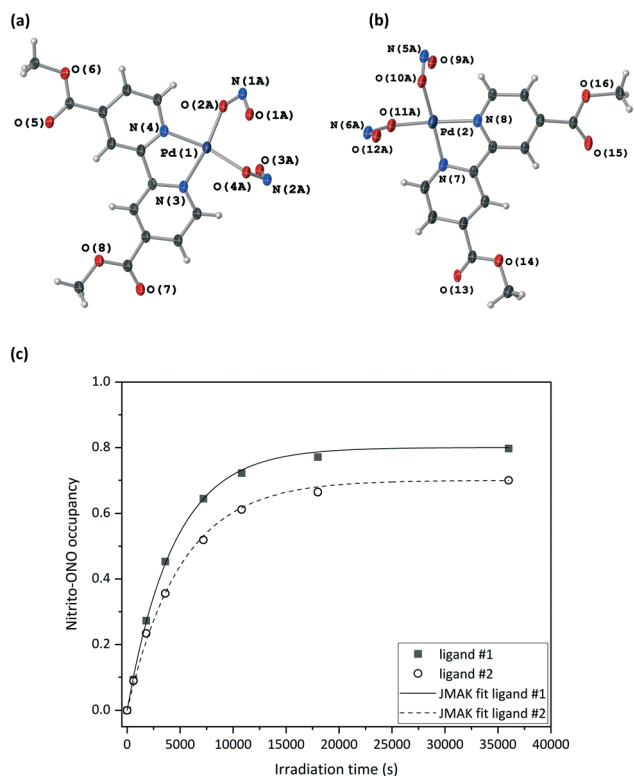 (a)
(b)
O(6)
O(5)
N(4)
N(1A)
O(2A)
O(1A)
Pd(1)
O(3A)
O(4A)
N(2A)
N(3)
O(8)
O(7)
N(5A)
O(9A)
O(10A)
O(16)
O(11A)
N(6A)
O(12A)
Pd(2)
N(8)
O(15)
N(7)
O(14)
O(13)
(c)
Nitrito-ONO occupancy
1.0
0.8
0.6
0.4
0.2
0.0
ligand #1
ligand #2
JMAK fit ligand #1
JMAK fit ligand #2
0 5000 10000 15000 20000 25000 30000 35000 40000
Irradiation time (s)